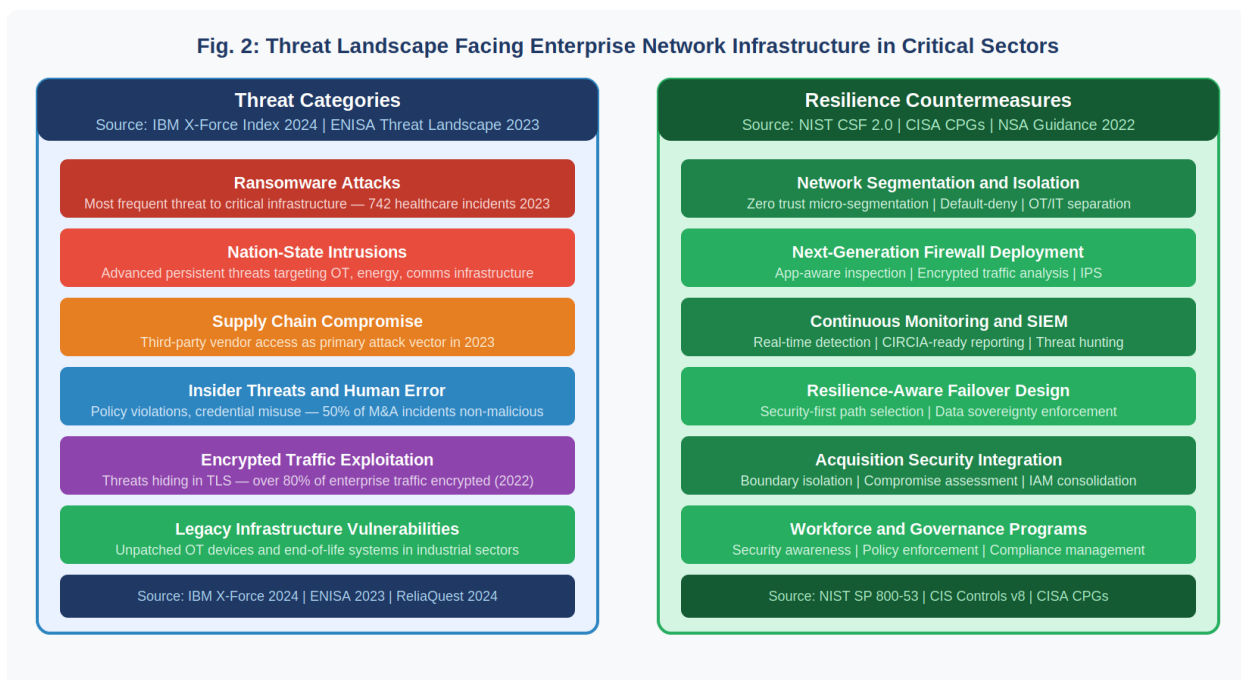 Fig. 2: Threat Landscape Facing Enterprise Network Infrastructure in Critical Sectors
Threat Categories
Source: IBM X-Force Index 2024 | ENISA Threat Landscape 2023
Ransomware Attacks
Most frequent threat to critical infrastructure — 742 healthcare incidents 2023
Nation-State Intrusions
Advanced persistent threats targeting OT, energy, comms infrastructure
Supply Chain Compromise
Third-party vendor access as primary attack vector in 2023
Insider Threats and Human Error
Policy violations, credential misuse — 50% of M&A incidents non-malicious
Encrypted Traffic Exploitation
Threats hiding in TLS — over 80% of enterprise traffic encrypted (2022)
Legacy Infrastructure Vulnerabilities
Unpatched OT devices and end-of-life systems in industrial sectors
Source: IBM X-Force 2024 | ENISA 2023 | ReliaQuest 2024
Resilience Countermeasures
Source: NIST CSF 2.0 | CISA CPGs | NSA Guidance 2022
Network Segmentation and Isolation
Zero trust micro-segmentation | Default-deny | OT/IT separation
Next-Generation Firewall Deployment
App-aware inspection | Encrypted traffic analysis | IPS
Continuous Monitoring and SIEM
Real-time detection | CIRCIA-ready reporting | Threat hunting
Resilience-Aware Failover Design
Security-first path selection | Data sovereignty enforcement
Acquisition Security Integration
Boundary isolation | Compromise assessment | IAM consolidation
Workforce and Governance Programs
Security awareness | Policy enforcement | Compliance management
Source: NIST SP 800-53 | CIS Controls v8 | CISA CPGs